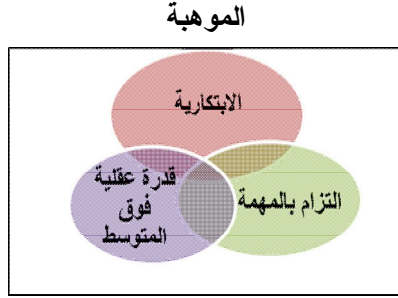 الموهبة
الابتكارية
قدرة عقلية
فوق
المتوسط
التزام بالمهمة